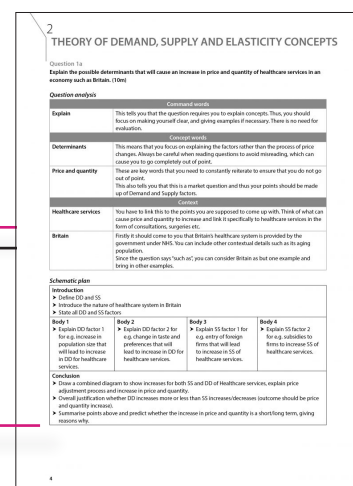 2
THEORY OF DEMAND, SUPPLY AND ELASTICITY CONCEPTS
Question 1a
Explain the possible determinants that will cause an increase in price and quantity of healthcare services in an
economy such as Britain. (10m)
Question analysis
Command words
Explain
This tells you that the question requires you to explain concepts. Thus, you should
focus on making yourself clear, and giving examples if necessary. There is no need for
evaluation.
Concept words
Determinants
This means that you focus on explaining the factors rather than the process of price
changes. Always be careful when reading questions to avoid misreading, which can
cause you to go completely out of point.
Price and quantity
These are key words that you need to constantly reiterate to ensure that you do not go
out of point.
This also tells you that this is a market question and thus your points should be made
up of Demand and Supply factors.
Context
Healthcare services
You have to link this to the points you are supposed to come up with. Think of what can
cause price and quantity to increase and link it specifically to healthcare services in the
form of consultations, surgeries etc.
Britain
Firstly it should come to you that Britain's healthcare system is provided by the
government under NHS. You can include other contextual details such as its aging
population.
Since the question says "such as", you can consider Britain as but one example and
bring in other examples.
Schematic plan
Introduction
➤ Define DD and SS
➤ Introduce the nature of healthcare system in Britain
➤ State all DD and SS factors
Body 1
➤ Explain DD factor 1
for e.g. increase in
population size that
will lead to increase
in DD for healthcare
services.
Body 2
➤ Explain DD factor 2 for
e.g. change in taste and
preferences that will
lead to increase in DD for
healthcare services.
Body 3
➤ Explain SS factor 1 for
e.g. entry of foreign
firms that will lead
to increase in SS of
healthcare services.
Body 4
➤ Explain SS factor 2
for e.g. subsidies to
firms to increase SS of
healthcare services.
Conclusion
➤ Draw a combined diagram to show increases for both SS and DD of Healthcare services, explain price
adjustment process and increase in price and quantity.
➤ Overall justification whether DD increases more or less than SS increases/decreases (outcome should be price
and quantity increase).
➤ Summarise points above and predict whether the increase in price and quantity is a short/long term, giving
reasons why.
4